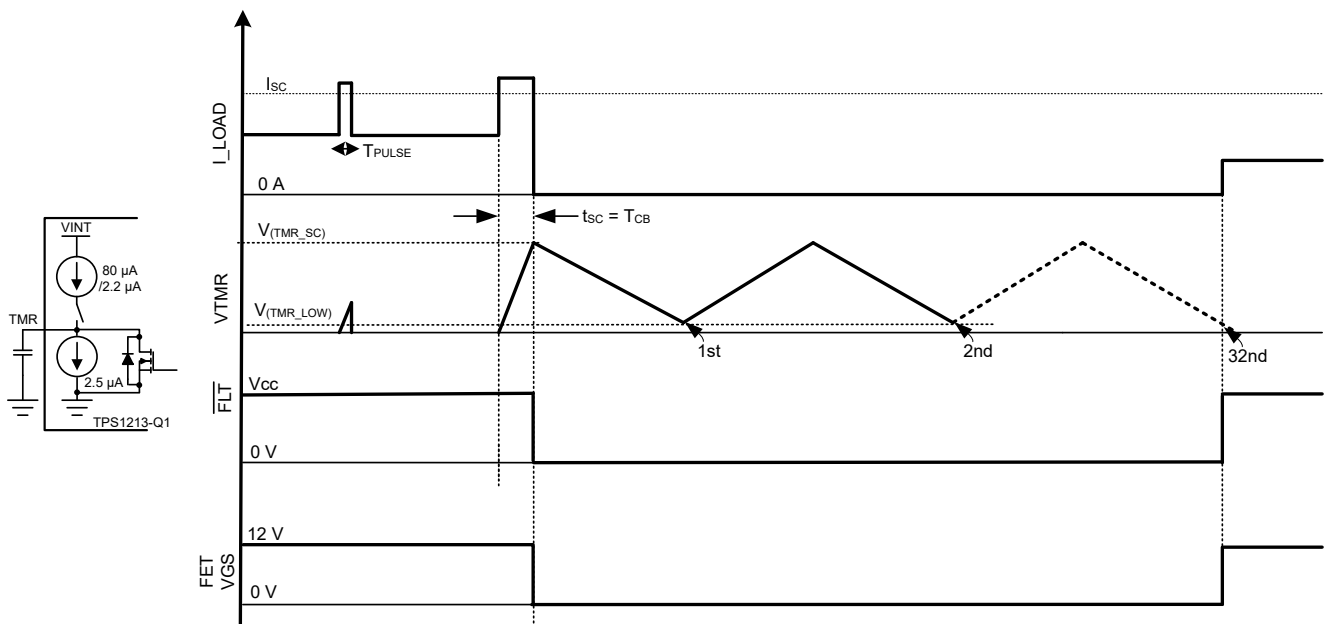 I_LOAD
ISC
TPULSE
0 A
tSC = TCB
VINT
80 µA
/2.2 µA
TMR
2.5 µA
TPS1213-Q1
VTMR
V(TMR_SC)
V(TMR_LOW)
1st
2nd
32nd
FLT
Vcc
0 V
FET
VGS
12 V
0 V